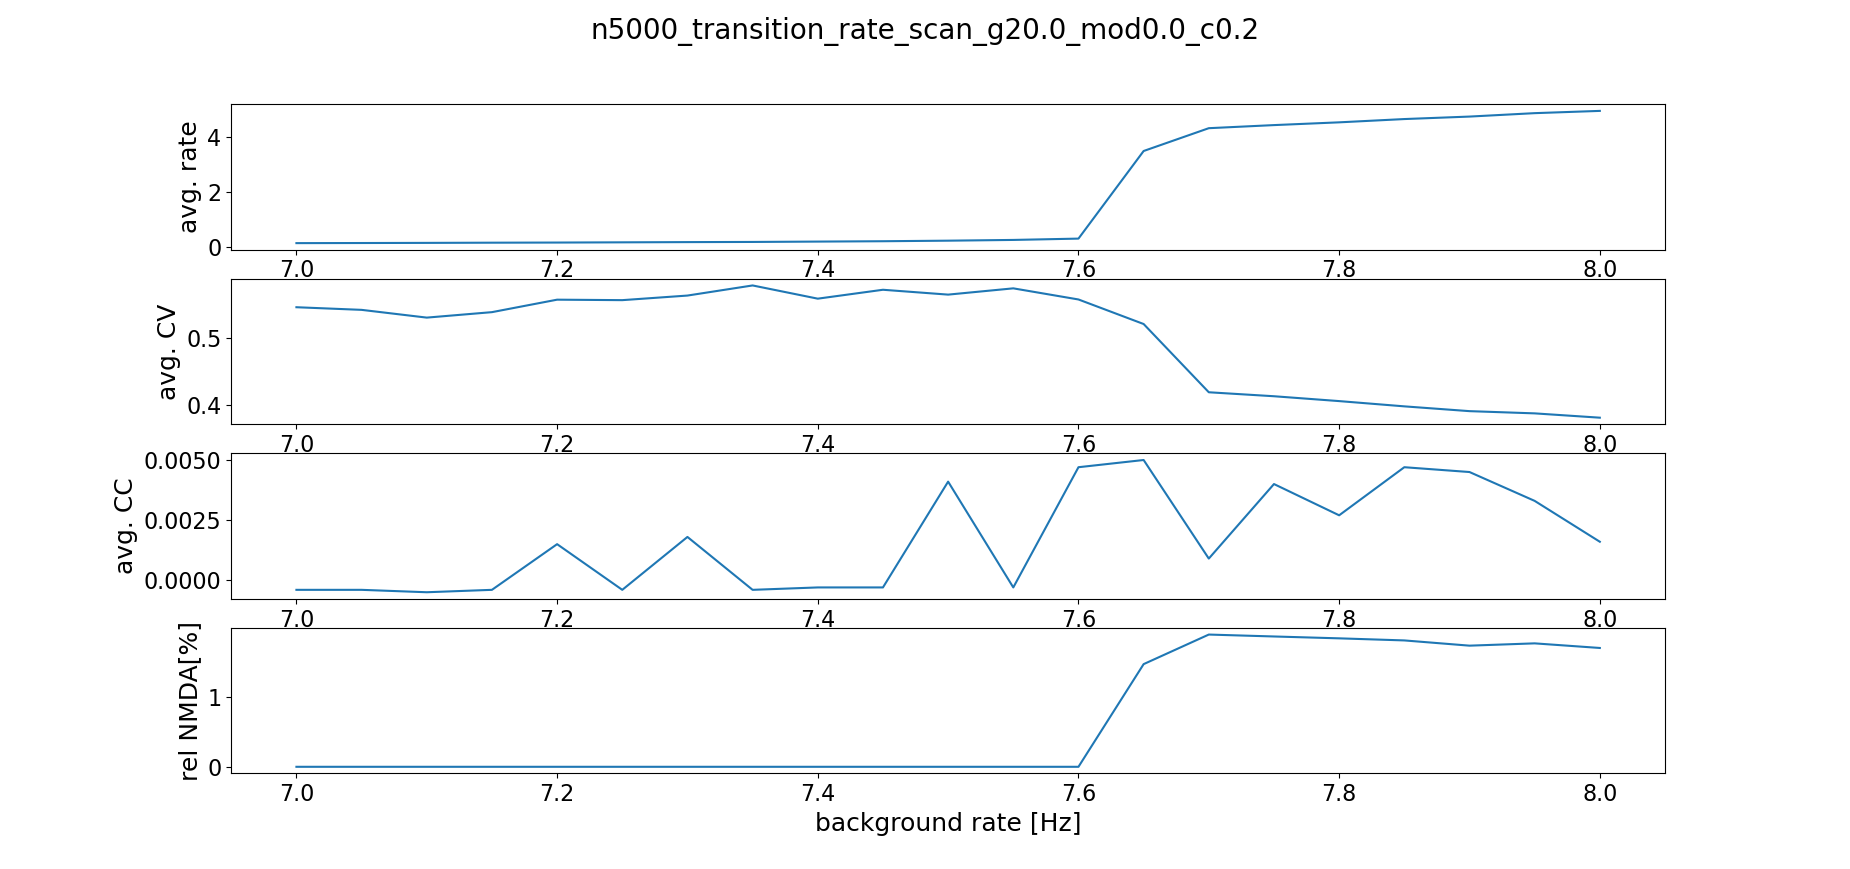 n5000_transition_rate_scan_g20.0_mod0.0_c0.2
avg. rate
4
2
0
7.0 7.2 7.4 7.6 7.8 8.0
avg. CV
0.5
0.4
7.0 7.2 7.4 7.6 7.8 8.0
avg. CC
0.0050
0.0025
0.0000
7.0 7.2 7.4 7.6 7.8 8.0
rel NMDA[%]
1
0
7.0 7.2 7.4 7.6 7.8 8.0
background rate [Hz]